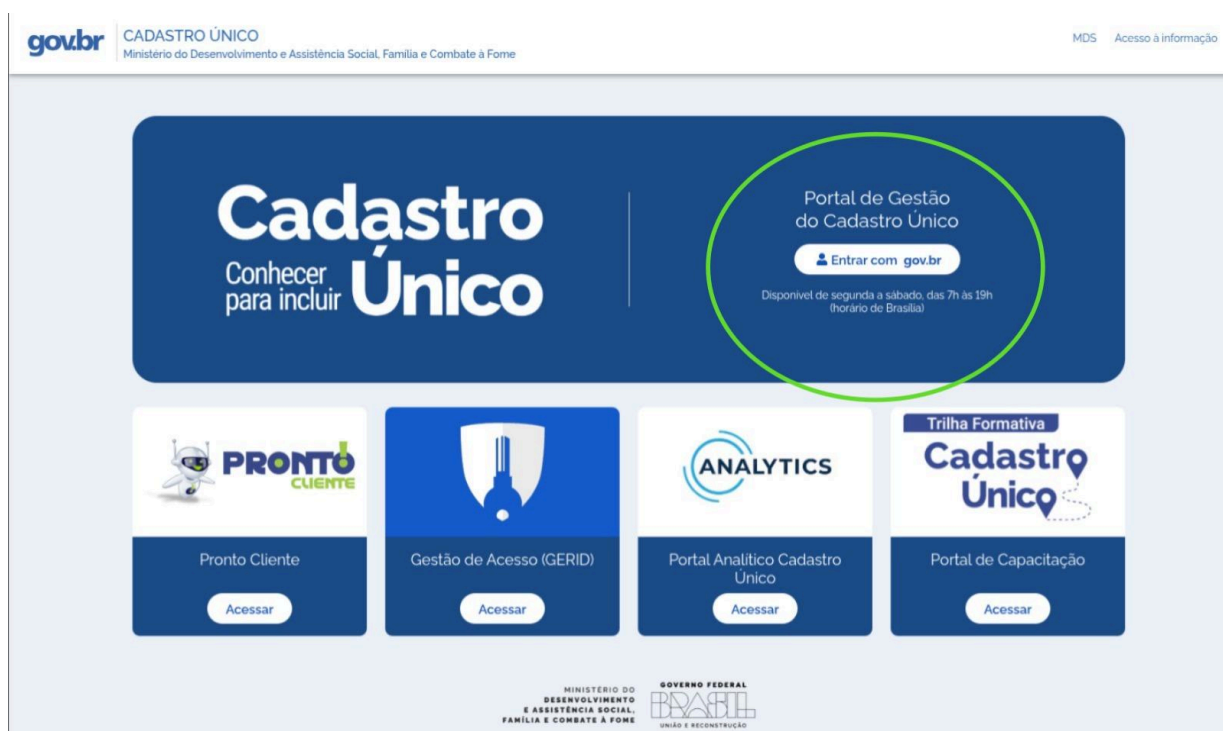 gov.br
CADASTRO ÚNICO
Ministério do Desenvolvimento e Assistência Social, Família e Combate à Fome
MDS Acesso à informação
Cadastro
Conhecer
para incluir
Único
Portal de Gestão
do Cadastro Único
Entrar com gov.br
Disponível de segunda a sábado, das 7h às 19h
(horário de Brasília)
PRONTO
CLIENTE
ANALYTICS
Trilha Formativa
Cadastro
Único
Pronto Cliente
Gestão de Acesso (GERID)
Portal Analítico Cadastro
Único
Portal de Capacitação
Acessar
Acessar
Acessar
Acessar
MINISTÉRIO DO
DESENVOLVIMENTO
E ASSISTÊNCIA SOCIAL,
FAMÍLIA E COMBATE À FOME
GOVERNO FEDERAL
BRASIL
UNIÃO E RECONSTRUÇÃO